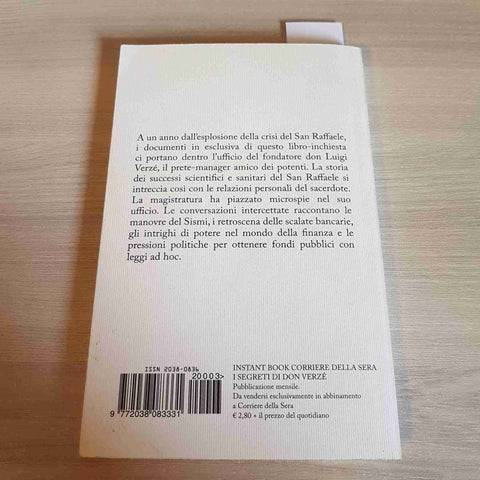 A un anno dall'esplosione della crisi del San Raffaele,
i documenti in esclusiva di questo libro-inchiesta
ci portano dentro l'ufficio del fondatore don Luigi
Verzé, il prete-manager amico dei potenti. La storia
dei successi scientifici e sanitari del San Raffaele si
intreccia così con le relazioni personali del sacerdote.
La magistratura ha piazzato microspie nel suo
ufficio. Le conversazioni intercettate raccontano le
manovre del Sismi, i retroscena delle scalate bancarie,
gli intrighi di potere nel mondo della finanza e le
pressioni politiche per ottenere fondi pubblici con
leggi ad hoc.
ISSN 2038-0836
20003>
9 772038 083331
INSTANT BOOK CORRIERE DELLA SERA
I SEGRETI DI DON VERZÉ
Pubblicazione mensile.
Da vendersi esclusivamente in abbinamento
a Corriere della Sera
€ 2,80 + il prezzo del quotidiano